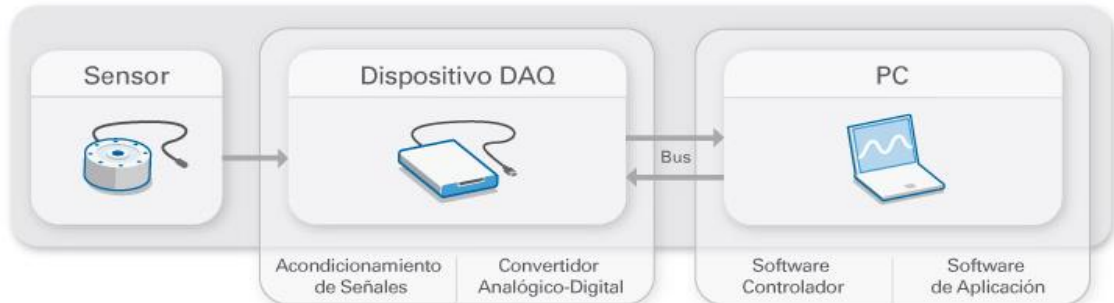 Sensor
Dispositivo DAQ
PC
Bus
Acondicionamiento
de Señales
Convertidor
Analógico-Digital
Software
Controlador
Software
de Aplicación